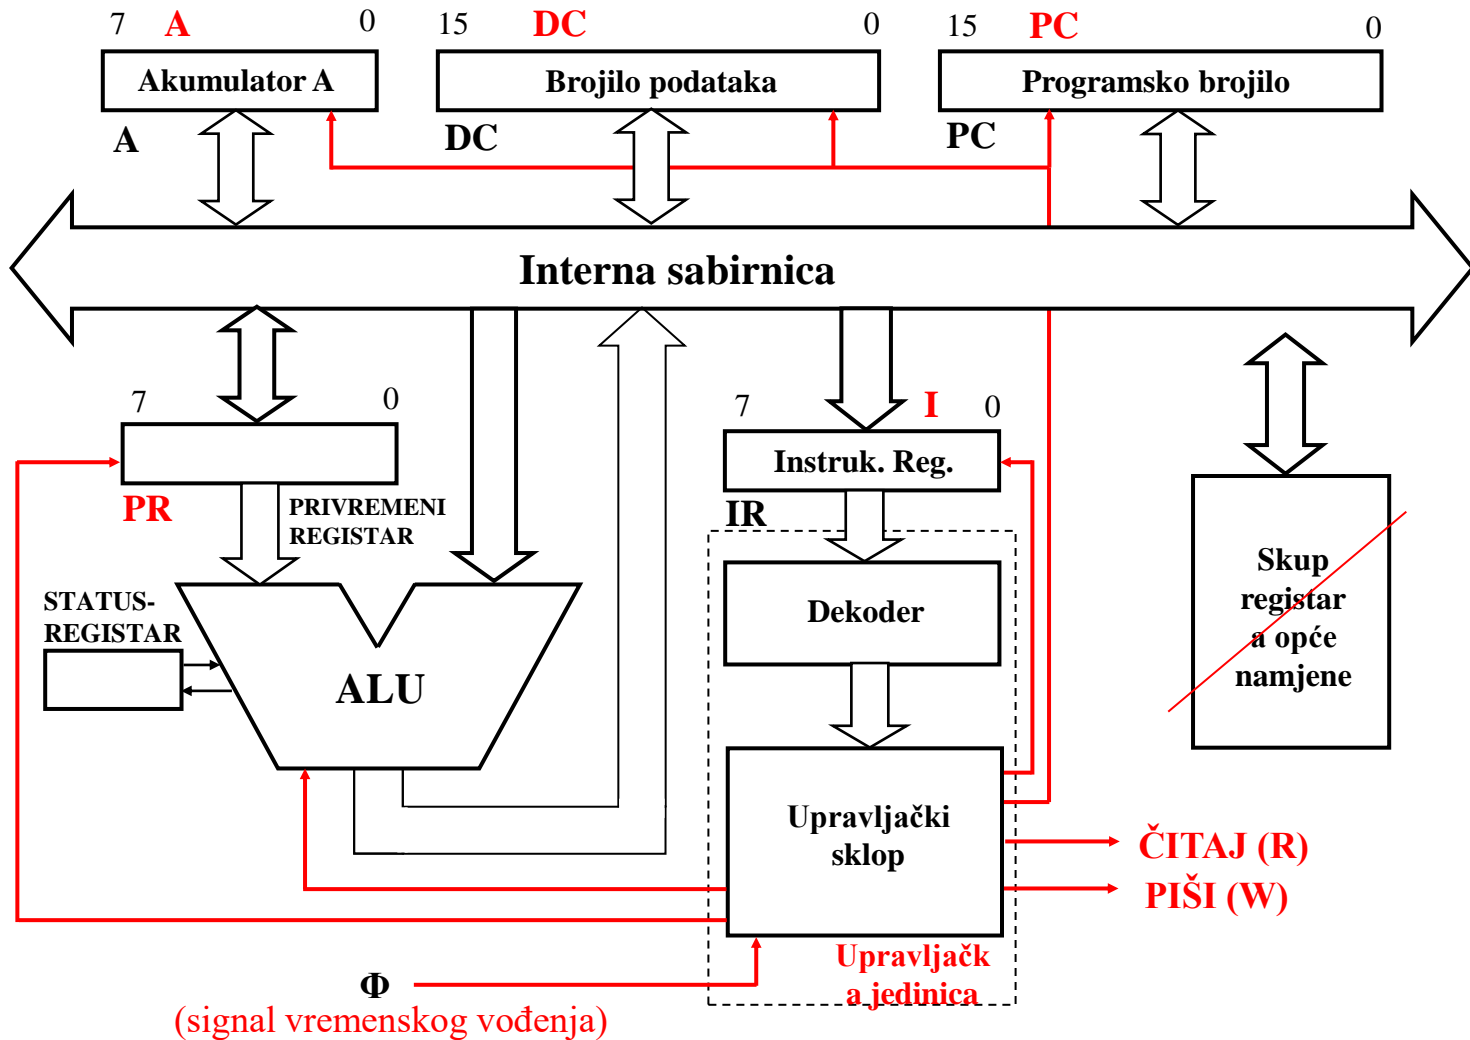 7 A 0
15 DC 0
15 PC 0
Akumulator A
Brojilo podataka
Programsko brojilo
A
DC
PC
Interna sabirnica
7 0
7 I 0
Instruk. Reg.
PR
PRIVREMENI
REGISTAR
IR
Skup
registar
a opće
namjene
Dekoder
STATUS-
REGISTAR
ALU
Upravljački
sklop
ČITAJ (R)
PIŠI (W)
Upravljačk
a jedinica
Φ
(signal vremenskog vođenja)